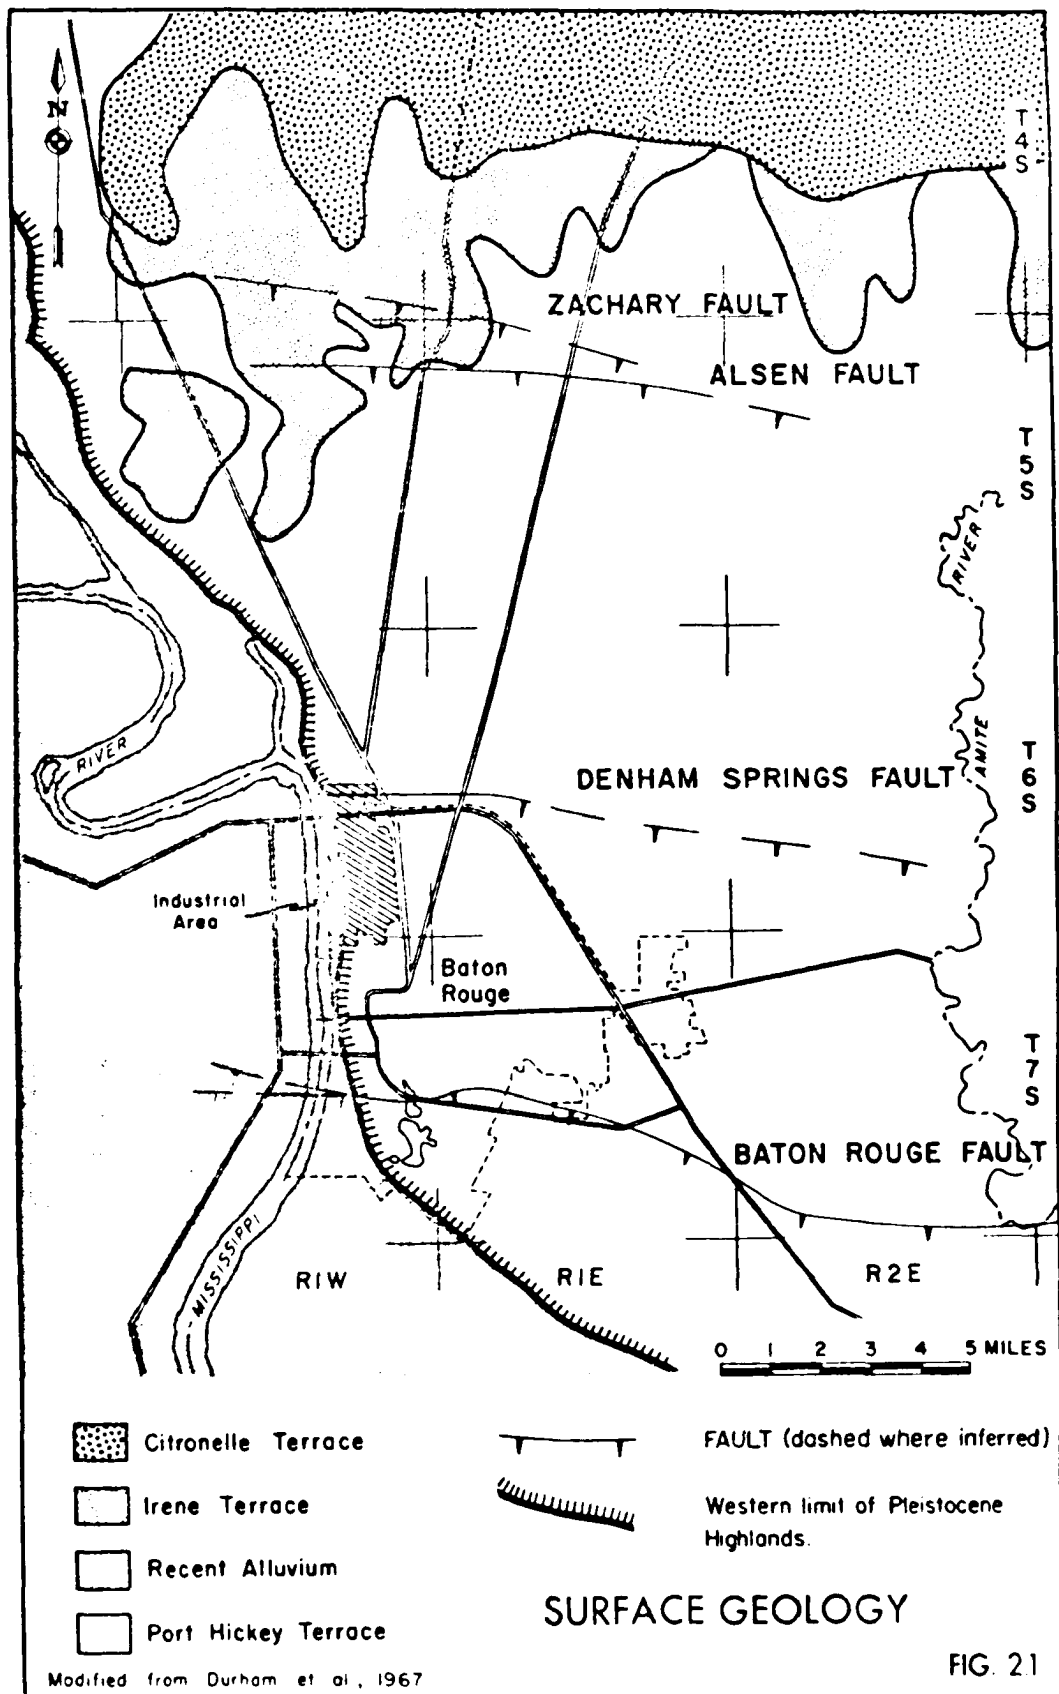 N
T
4
S
ZACHARY FAULT
ALSEN FAULT
T
5
S
RIVER
AMITE
RIVER
DENHAM SPRINGS FAULT
T
6
S
Industrial
Area
Baton
Rouge
T
7
S
BATON ROUGE FAULT
MISSISSIPPI
R1W
R1E
R2E
0 1 2 3 4 5 MILES
Citronelle Terrace
FAULT (dashed where inferred)
Irene Terrace
Western limit of Pleistocene
Highlands.
Recent Alluvium
Port Hickey Terrace
SURFACE GEOLOGY
Modified from Durham et al, 1967
FIG. 21